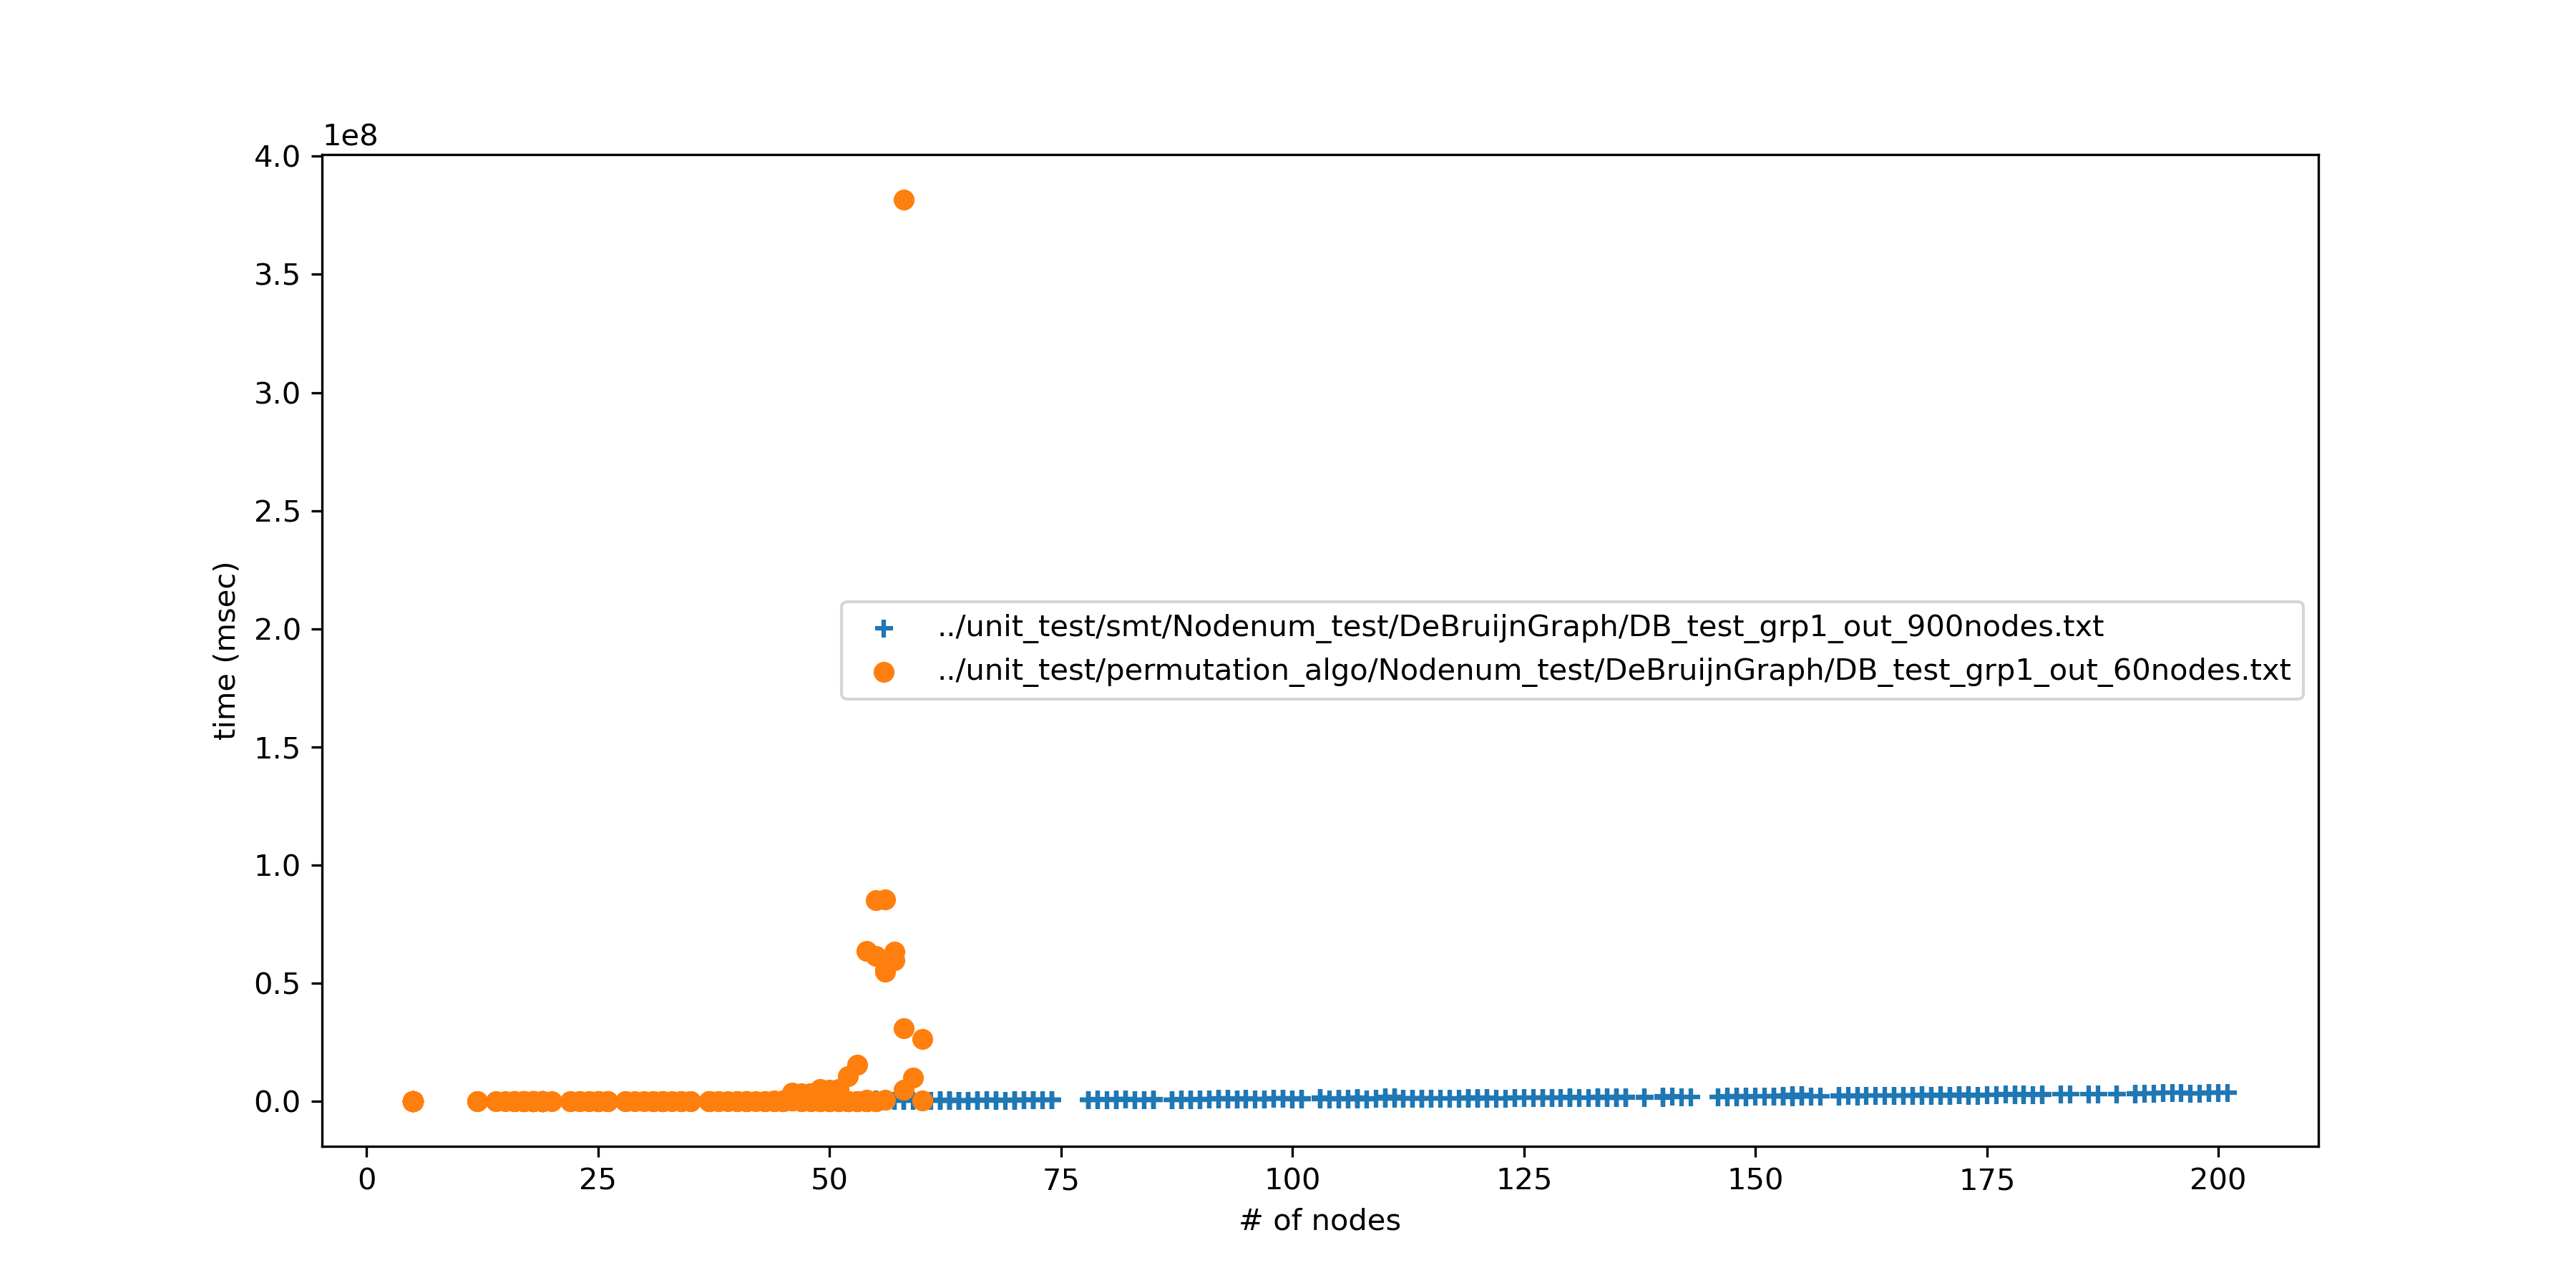 1e8
4.0
3.5
3.0
2.5
2.0
1.5
1.0
0.5
0.0
time (msec)
../unit_test/smt/Nodenum_test/DeBruijnGraph/DB_test_grp1_out_900nodes.txt
../unit_test/permutation_algo/Nodenum_test/DeBruijnGraph/DB_test_grp1_out_60nodes.txt
0 25 50 75 100 125 150 175 200
# of nodes